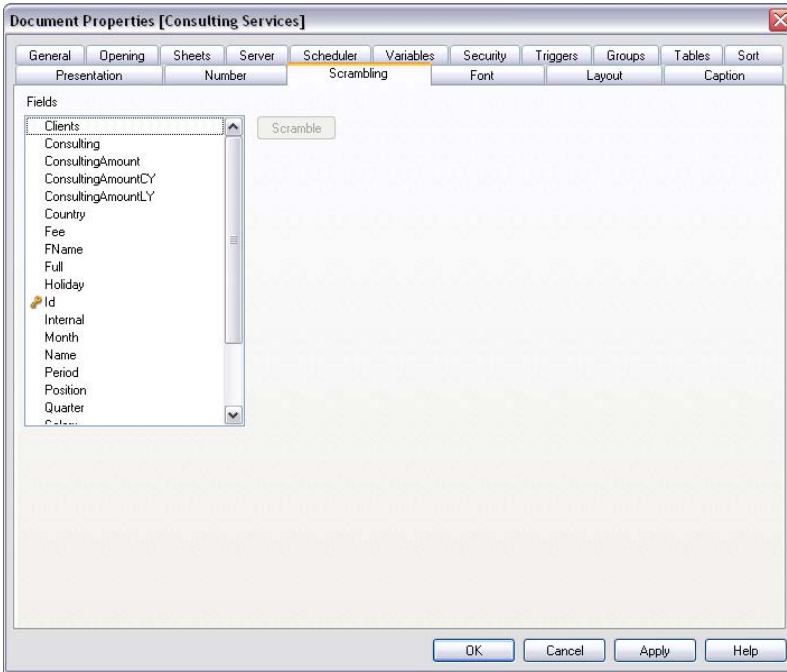 Document Properties [Consulting Services]
General Opening Sheets Server Scheduler Variables Security Triggers Groups Tables Sort
Presentation Number Scrambling Font Layout Caption
Fields
Scramble
Clients
Consulting
ConsultingAmount
ConsultingAmountCY
ConsultingAmountLY
Country
Fee
FName
Full
Holiday
Id
Internal
Month
Name
Period
Position
Quarter
OK Cancel Apply Help